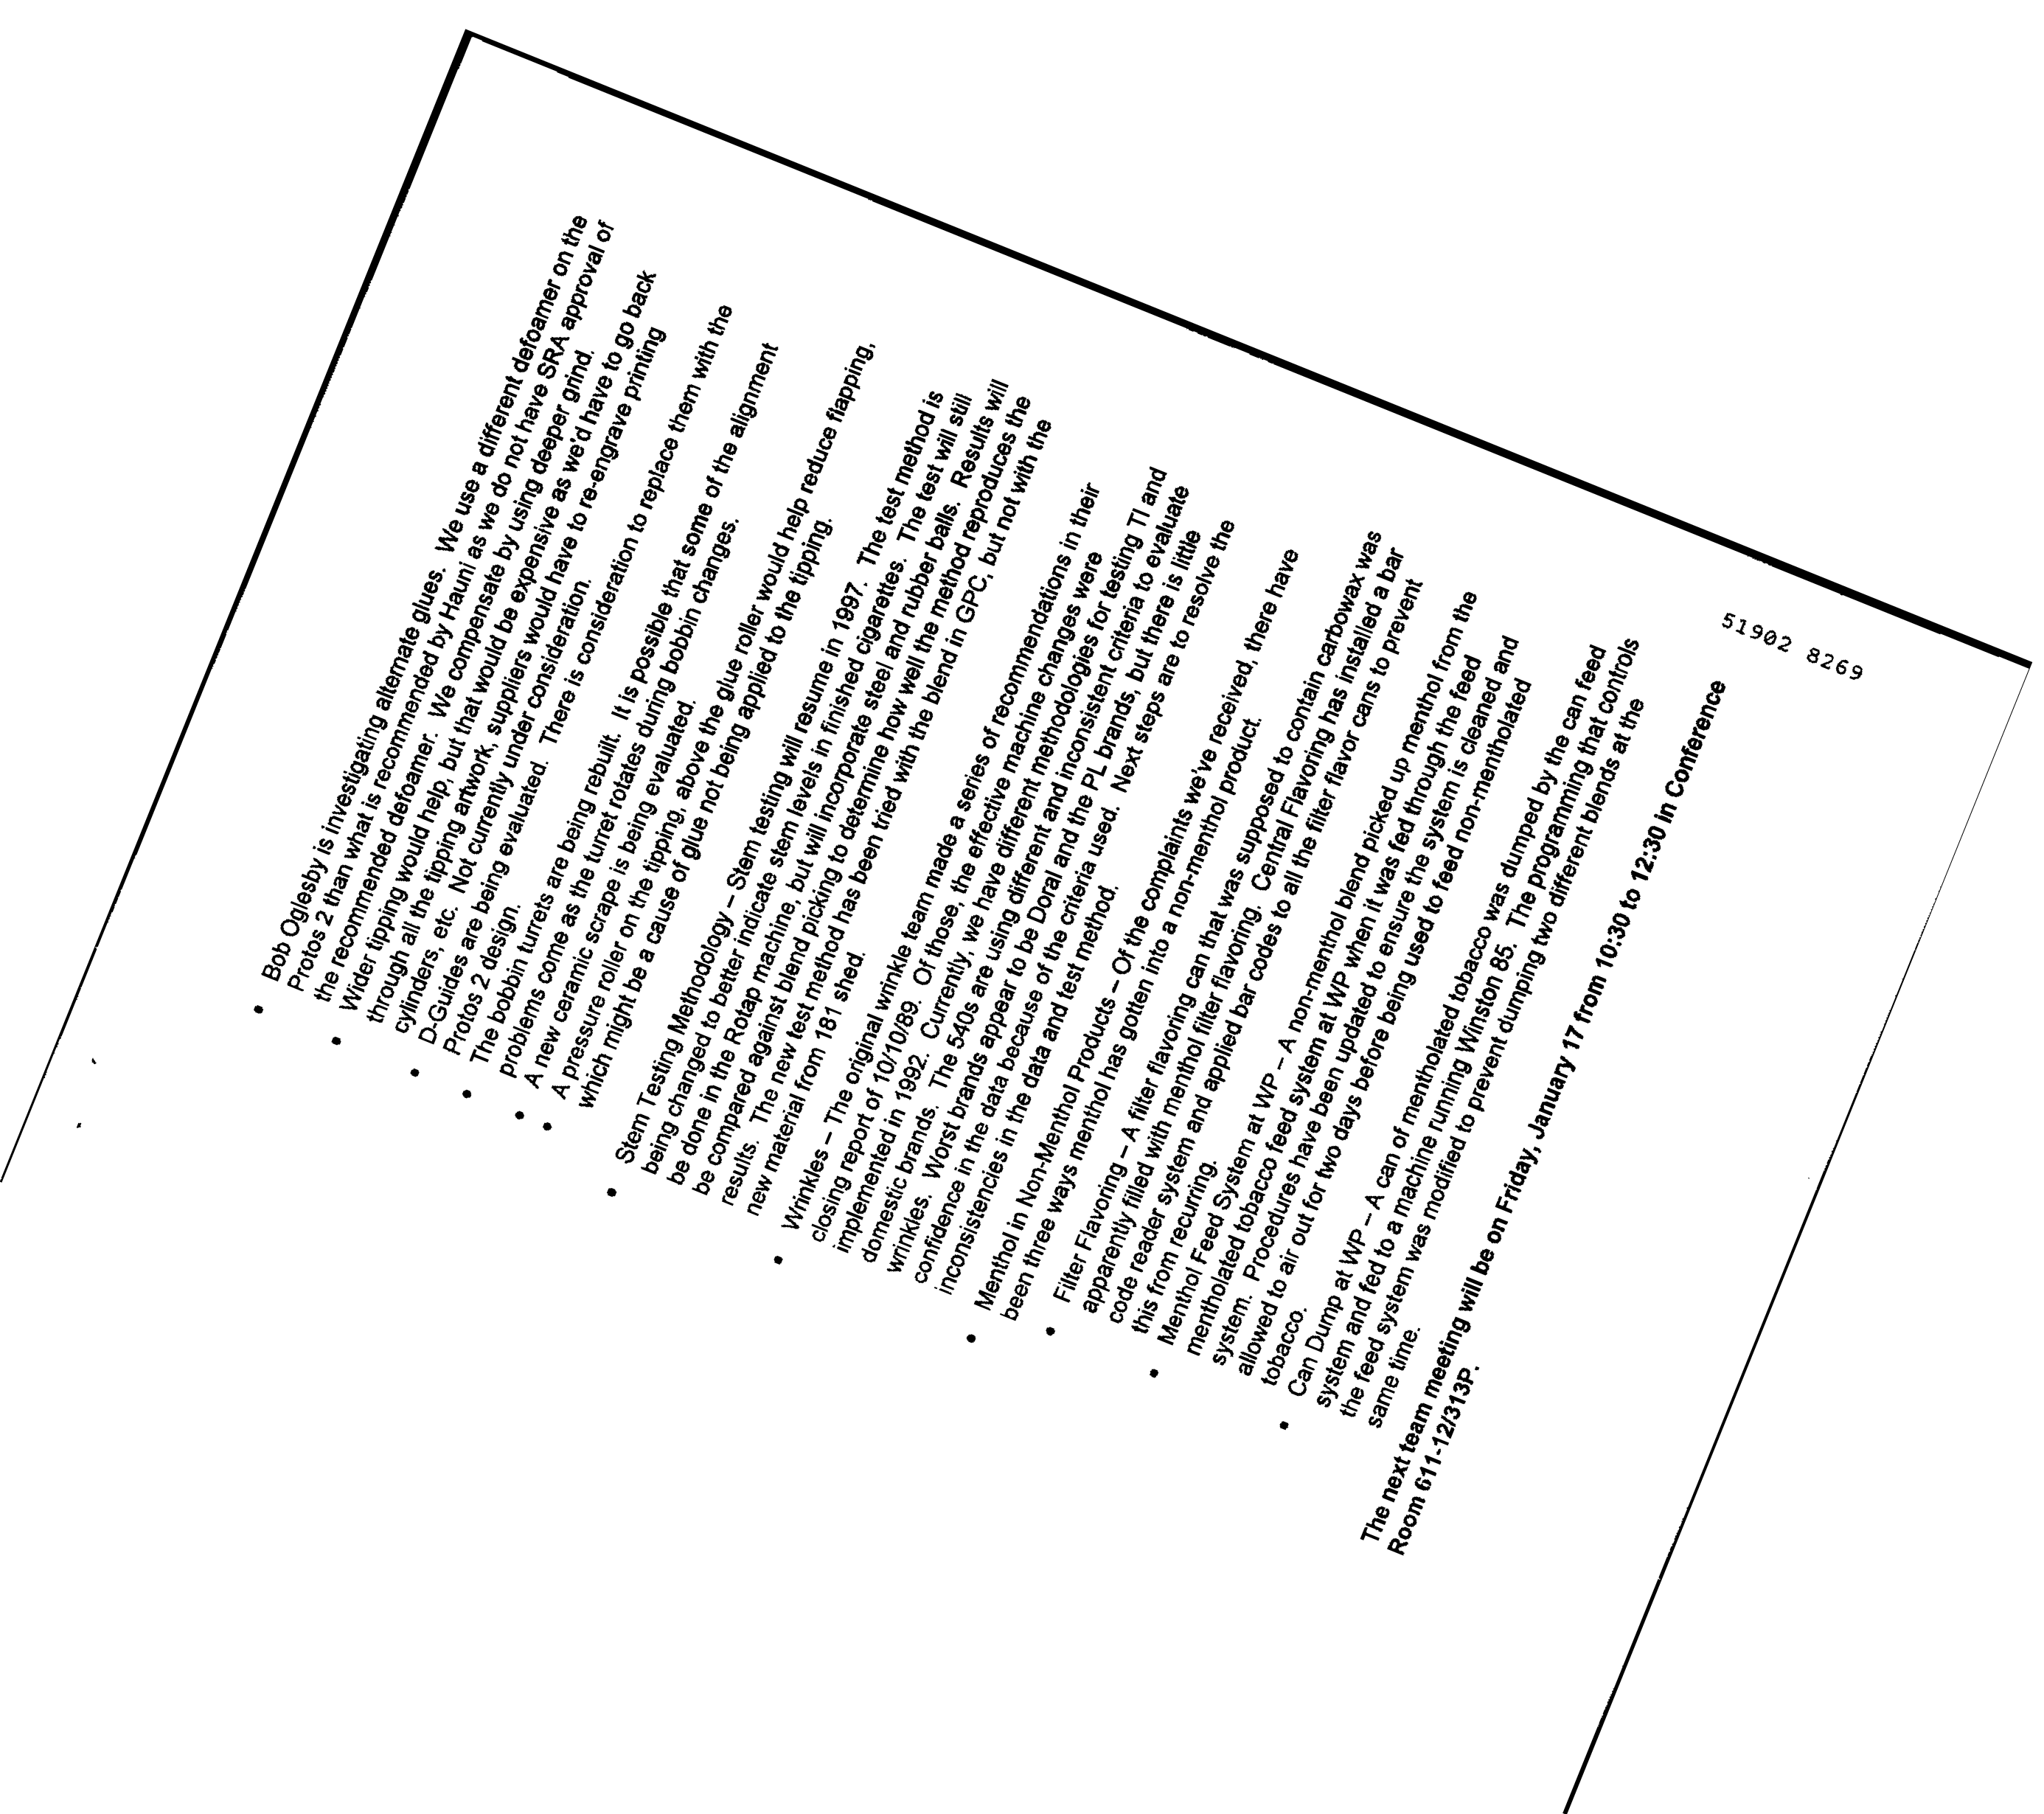 • Bob Oglesby is investigating alternate glues. We use a different defoamer on the
Protos 2 than what is recommended by Hauni as we do not have SRA approval of
the recommended defoamer. We compensate by using deeper grind.
• Wider tipping would help, but that would be expensive as we'd have to go back
through all the tipping artwork, suppliers would have to re-engrave printing
cylinders, etc. Not currently under consideration.
• D-Guides are being evaluated. There is consideration to replace them with the
Protos 2 design.
• The bobbin turrets are being rebuilt. It is possible that some of the alignment
problems come as the turret rotates during bobbin changes.
• A new ceramic scrape is being evaluated.
• A pressure roller on the tipping, above the glue roller would help reduce flapping,
which might be a cause of glue not being applied to the tipping.
• Stem Testing Methodology – Stem testing will resume in 1997. The test method is
being changed to better indicate stem levels in finished cigarettes. The test will still
be done in the Rotap machine, but will incorporate steel and rubber balls. Results will
be compared against blend picking to determine how well the method reproduces the
results. The new test method has been tried with the blend in GPC, but not with the
new material from 181 shed.
• Wrinkles – The original wrinkle team made a series of recommendations in their
closing report of 10/10/89. Of those, the effective machine changes were
implemented in 1992. Currently, we have different methodologies for testing TI and
domestic brands. The 540s are using different and inconsistent criteria to evaluate
wrinkles. Worst brands appear to be Doral and the PL brands, but there is little
confidence in the data because of the criteria used. Next steps are to resolve the
inconsistencies in the data and test method.
• Menthol in Non-Menthol Products – Of the complaints we've received, there have
been three ways menthol has gotten into a non-menthol product.
• Filter Flavoring – A filter flavoring can that was supposed to contain carbowax was
apparently filled with menthol filter flavoring. Central Flavoring has installed a bar
code reader system and applied bar codes to all the filter flavor cans to prevent
this from recurring.
• Menthol Feed System at WP – A non-menthol blend picked up menthol from the
mentholated tobacco feed system at WP when it was fed through the feed
system. Procedures have been updated to ensure the system is cleaned and
allowed to air out for two days before being used to feed non-mentholated
tobacco.
• Can Dump at WP – A can of mentholated tobacco was dumped by the can feed
system and fed to a machine running Winston 85. The programming that controls
the feed system was modified to prevent dumping two different blends at the
same time.
The next team meeting will be on Friday, January 17 from 10:30 to 12:30 in Conference
Room 611-12/313P.
51902 8269